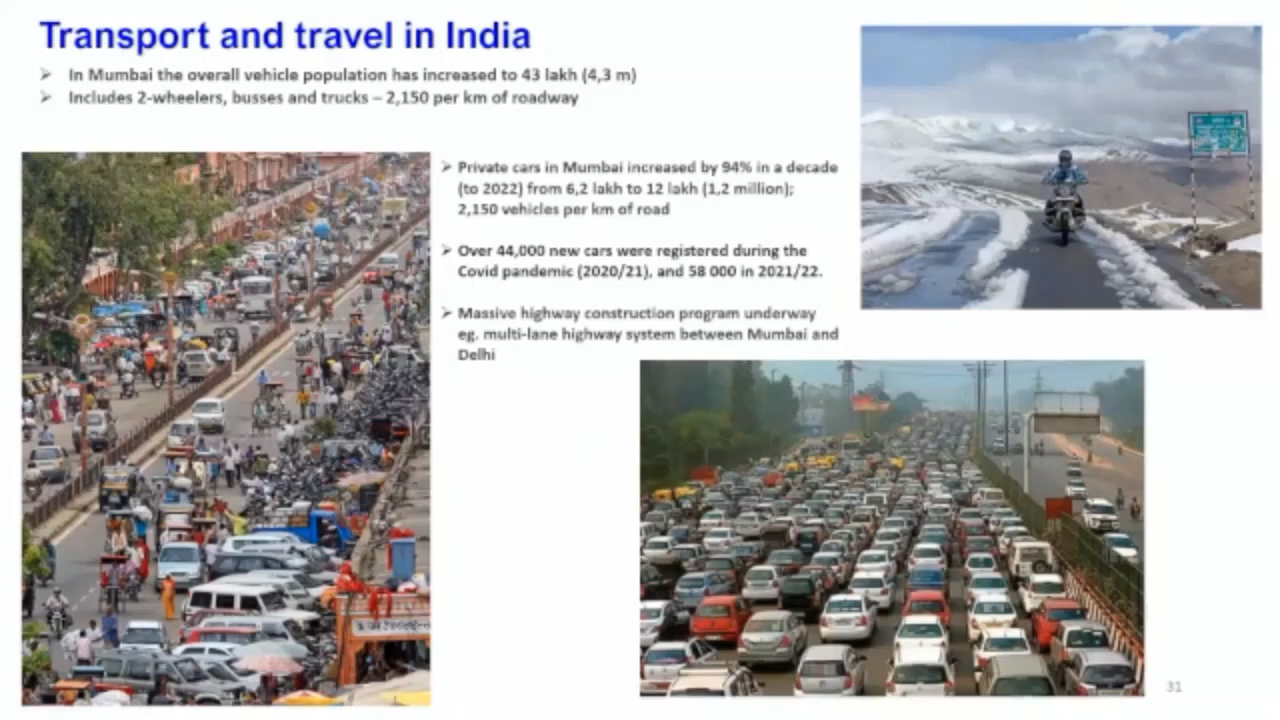 Transport and travel in India
➢ In Mumbai the overall vehicle population has increased to 43 lakh (4,3 m)
➢ Includes 2-wheelers, busses and trucks – 2,150 per km of roadway
➢ Private cars in Mumbai increased by 94% in a decade
(to 2022) from 6,2 lakh to 12 lakh (1,2 million);
2,150 vehicles per km of road
➢ Over 44,000 new cars were registered during the
Covid pandemic (2020/21), and 58 000 in 2021/22.
➢ Massive highway construction program underway
eg. multi-lane highway system between Mumbai and
Delhi
31